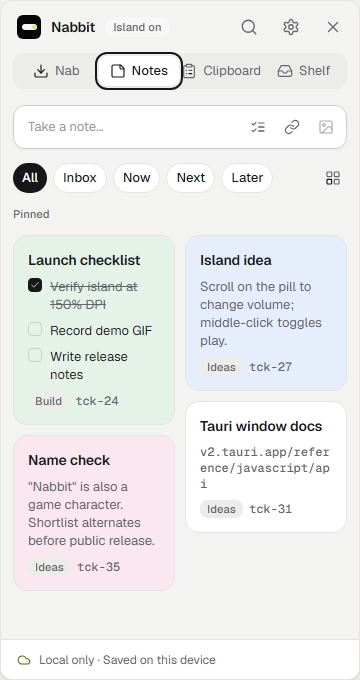 Nabbit Island on
Nab Notes Clipboard Shelf
Take a note...
All Inbox Now Next Later
Pinned
Launch checklist
Verify island at
150% DPI
Record demo GIF
Write release
notes
Build tck-24
Name check
"Nabbit" is also a
game character.
Shortlist alternates
before public release.
Ideas tck-35
Island idea
Scroll on the pill to
change volume;
middle-click toggles
play.
Ideas tck-27
Tauri window docs
v2.tauri.app/refer
ence/javascript/ap
i
Ideas tck-31
Local only · Saved on this device